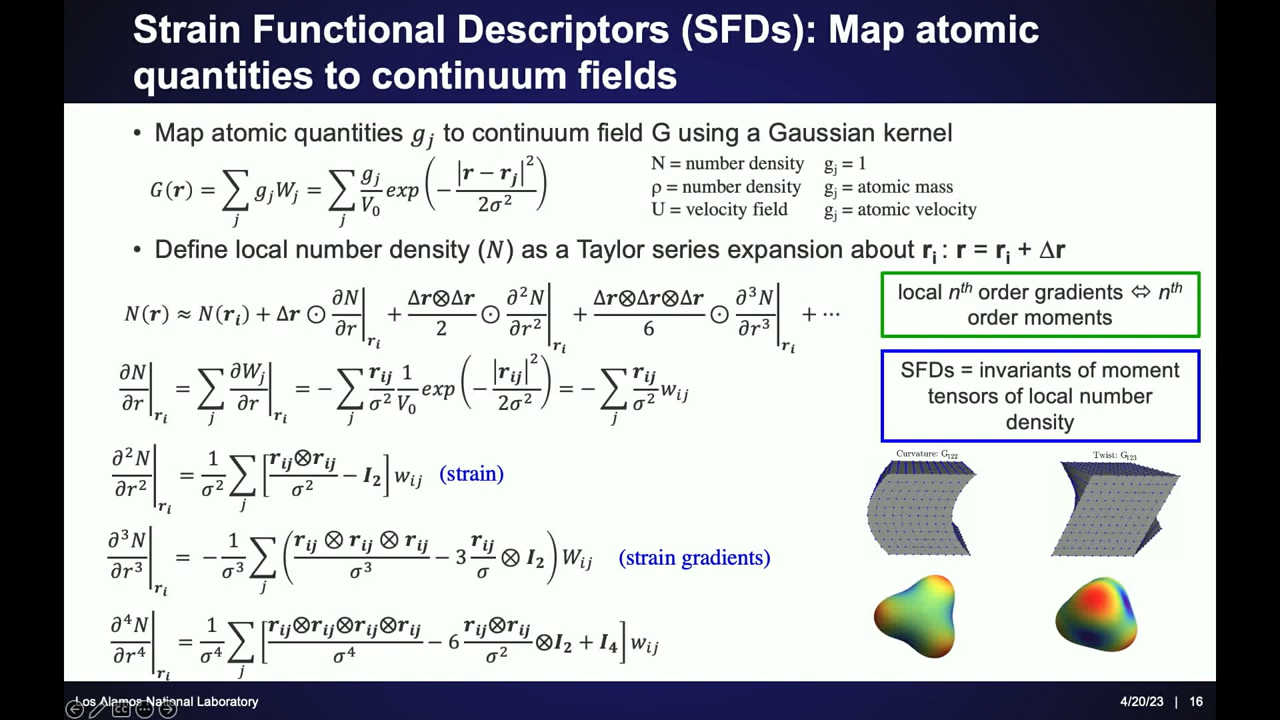 Strain Functional Descriptors (SFDs): Map atomic
quantities to continuum fields
• Map atomic quantities g_j to continuum field G using a Gaussian kernel
G(r) = ∑_j g_j W_j = ∑_j (g_j / V_0) exp(− |r − r_j|² / 2σ²)
N = number density g_j = 1
ρ = number density g_j = atomic mass
U = velocity field g_j = atomic velocity
• Define local number density (N) as a Taylor series expansion about r_i : r = r_i + Δr
N(r) ≈ N(r_i) + Δr ⊙ ∂N/∂r |_{r_i} + (Δr⊗Δr / 2) ⊙ ∂²N/∂r² |_{r_i} + (Δr⊗Δr⊗Δr / 6) ⊙ ∂³N/∂r³ |_{r_i} + ⋯
∂N/∂r |_{r_i} = ∑_j ∂W_j/∂r |_{r_i} = − ∑_j (r_ij / σ²) (1 / V_0) exp(− |r_ij|² / 2σ²) = − ∑_j (r_ij / σ²) w_ij
∂²N/∂r² |_{r_i} = (1 / σ²) ∑_j [r_ij⊗r_ij / σ² − I_2] w_ij (strain)
∂³N/∂r³ |_{r_i} = − (1 / σ³) ∑_j (r_ij ⊗ r_ij ⊗ r_ij / σ³ − 3 (r_ij / σ) ⊗ I_2) W_ij (strain gradients)
∂⁴N/∂r⁴ |_{r_i} = (1 / σ⁴) ∑_j [r_ij⊗r_ij⊗r_ij⊗r_ij / σ⁴ − 6 (r_ij⊗r_ij / σ²) ⊗I_2 + I_4] w_ij
local nth order gradients ⇔ nth
order moments
SFDs = invariants of moment
tensors of local number
density
Curvature: G_122
Twist: G_123
Los Alamos National Laboratory
4/20/23 | 16